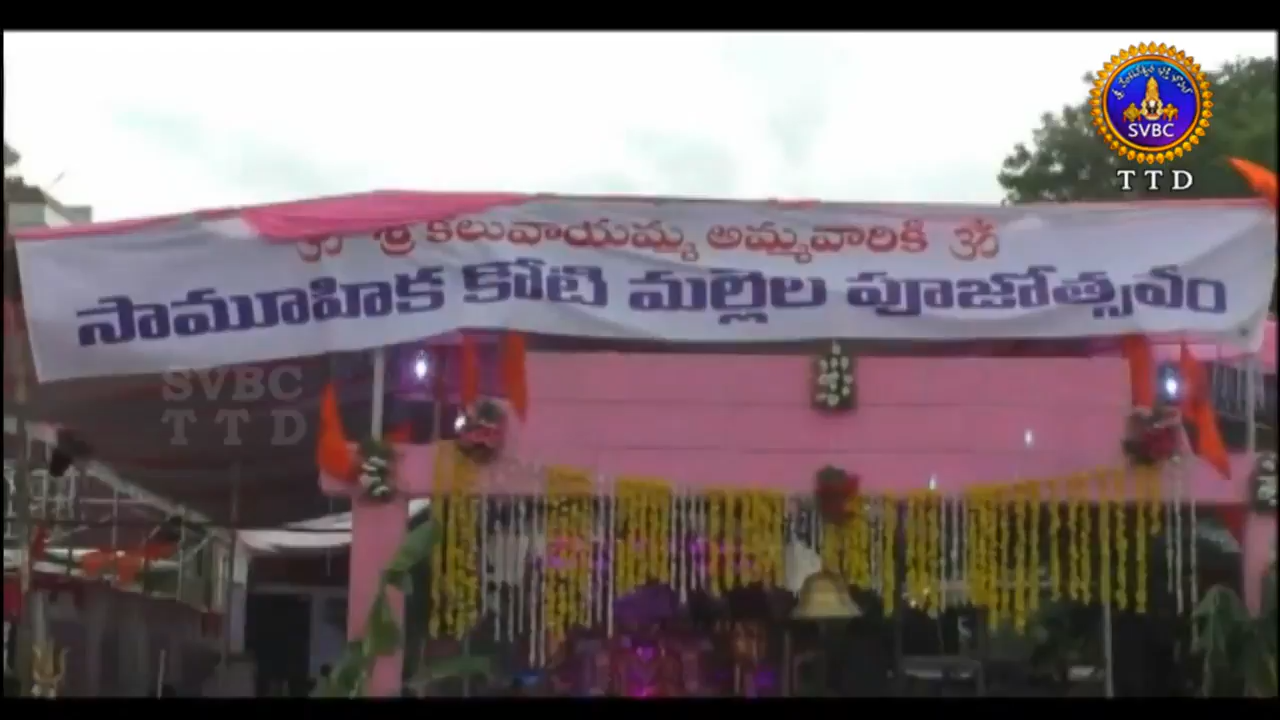 ॐ శ్రీ కలువాయమ్మ అమ్మవారికి ॐ
సామూహిక కోటి మల్లెల పూజోత్సవం
SVBC
TTD
SVBC
TTD